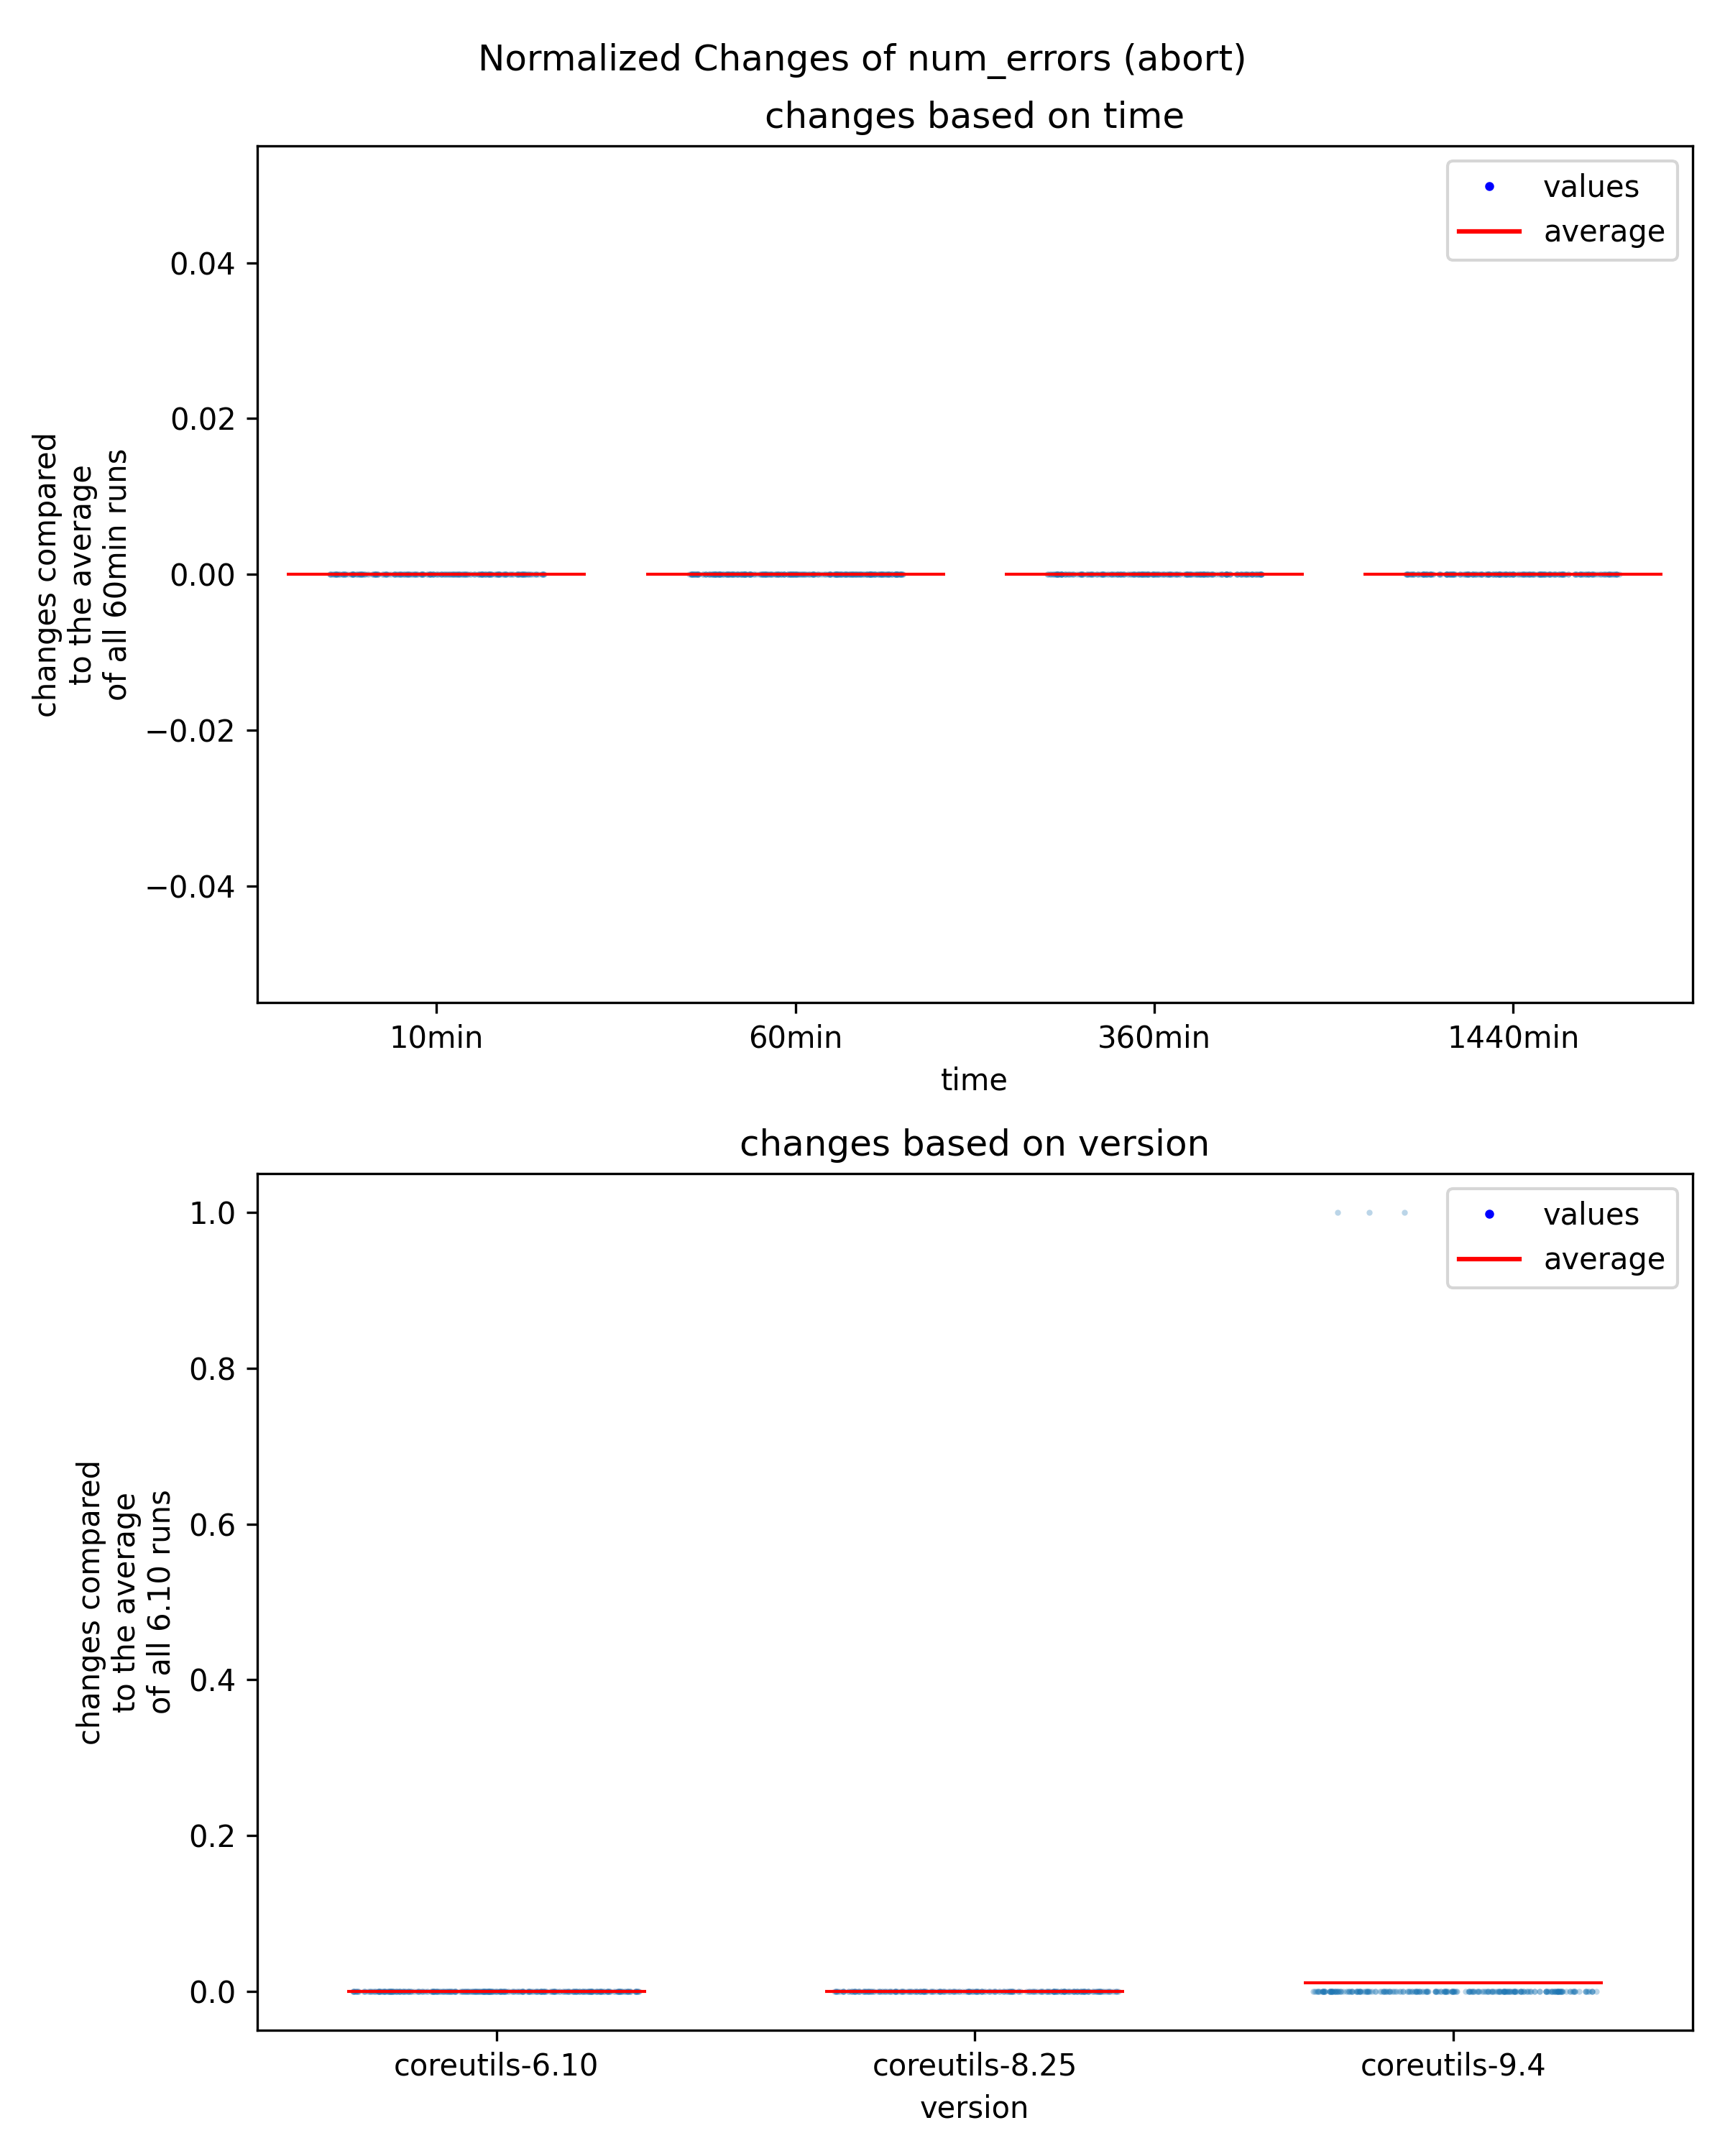 Normalized Changes of num_errors (abort)
changes based on time
values
average
0.04
0.02
0.00
−0.02
−0.04
changes compared
to the average
of all 60min runs
10min
60min
360min
1440min
time
changes based on version
values
average
1.0
0.8
0.6
0.4
0.2
0.0
changes compared
to the average
of all 6.10 runs
coreutils-6.10
coreutils-8.25
coreutils-9.4
version